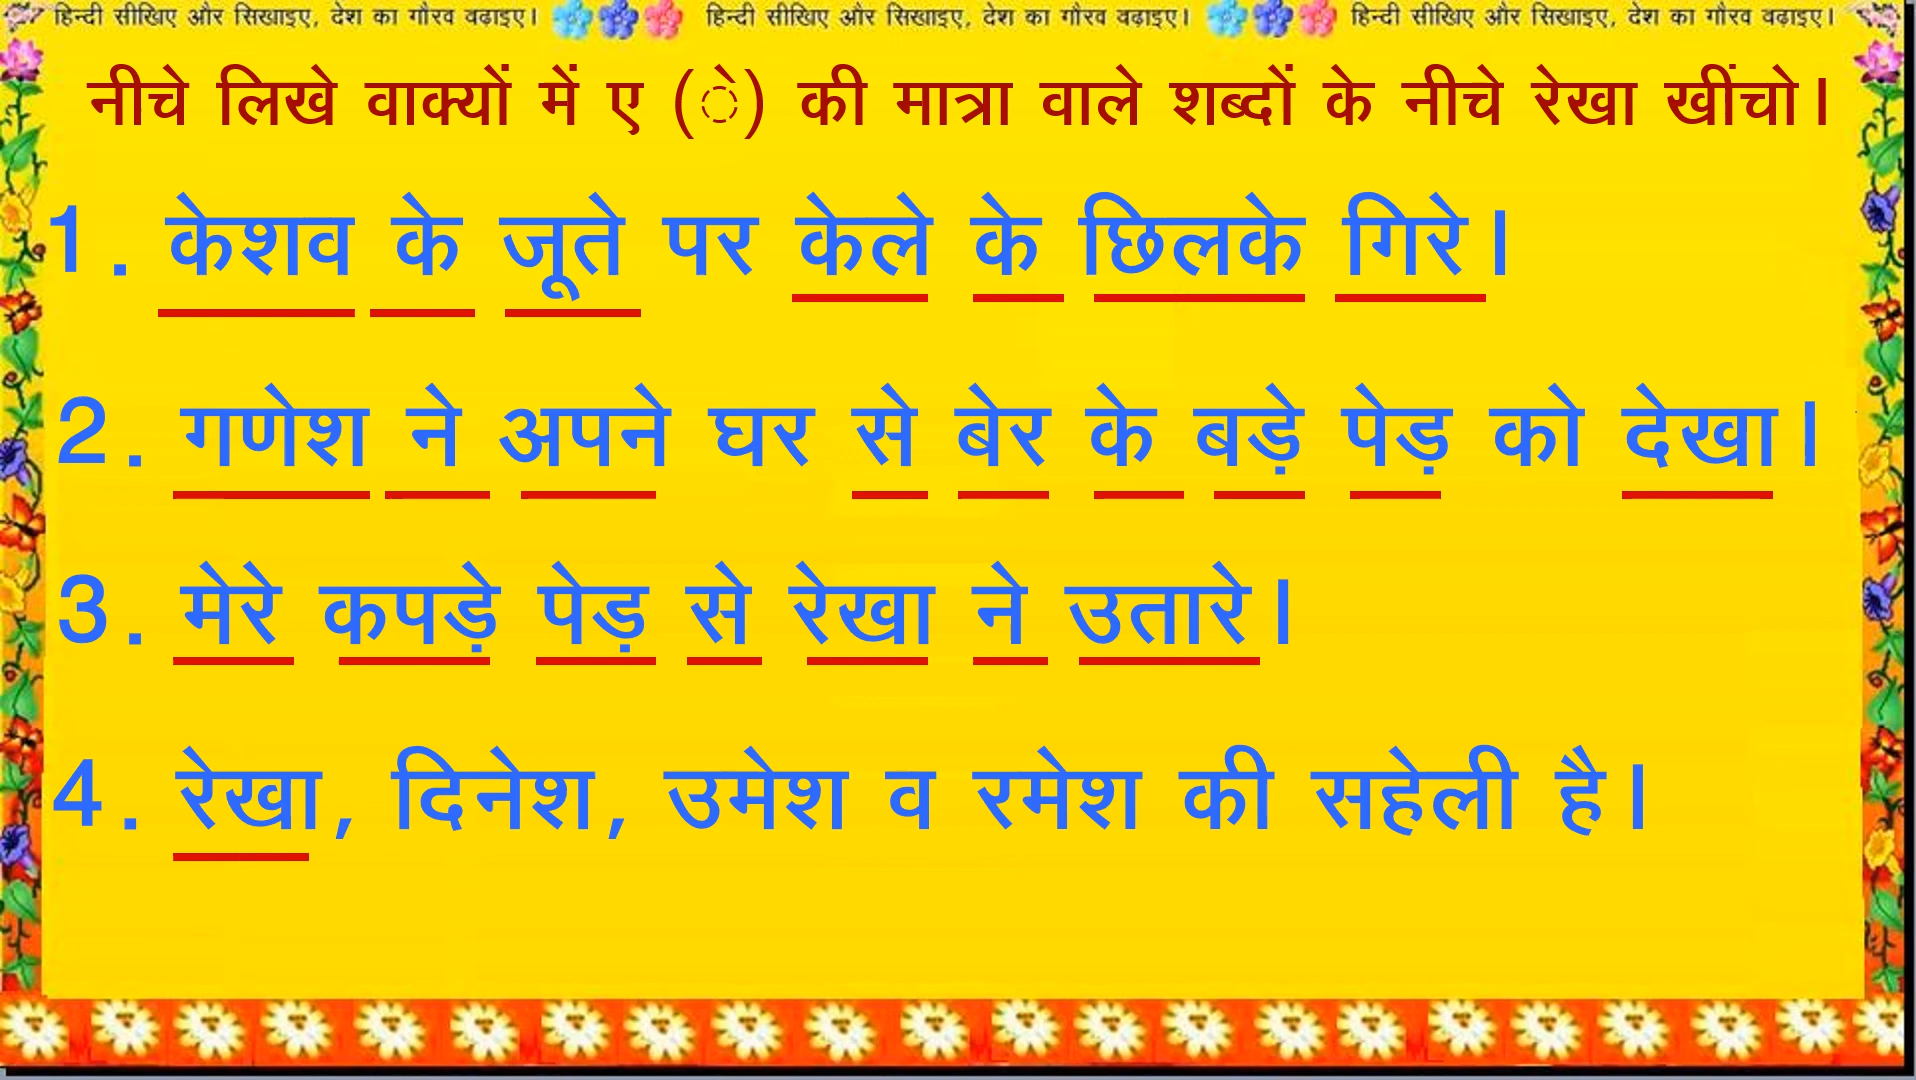 हिन्दी सीखिए और सिखाइए, देश का गौरव बढ़ाइए। हिन्दी सीखिए और सिखाइए, देश का गौरव बढ़ाइए। हिन्दी सीखिए और सिखाइए, देश का गौरव बढ़ाइए।
नीचे लिखे वाक्यों में ए (े) की मात्रा वाले शब्दों के नीचे रेखा खींचो।
1. केशव के जूते पर केले के छिलके गिरे।
2. गणेश ने अपने घर से बेर के बड़े पेड़ को देखा।
3. मेरे कपड़े पेड़ से रेखा ने उतारे।
4. रेखा, दिनेश, उमेश व रमेश की सहेली है।